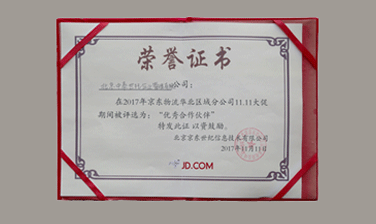 荣誉证书
公司：
在2017年京东物流华北区域分公司11.11大促
期间被评选为：“优秀合作伙伴”
特发此证 以资鼓励。
北京京东世纪信息技术有限公司
2017年11月11日
JD.COM